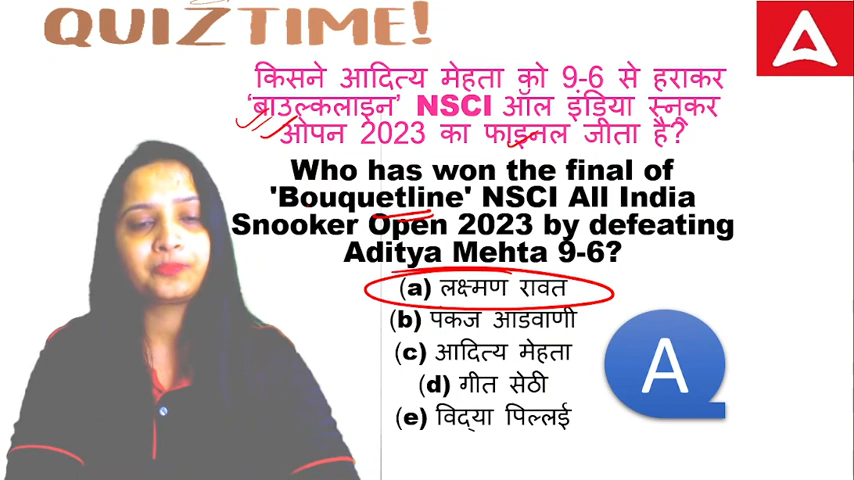 QUIZTIME!
किसने आदित्य मेहता को 9-6 से हराकर
'बाउल्कलाइन' NSCI ऑल इंडिया स्नूकर
ओपन 2023 का फाइनल जीता है?
Who has won the final of
'Bouquetline' NSCI All India
Snooker Open 2023 by defeating
Aditya Mehta 9-6?
(a) लक्ष्मण रावत
(b) पंकज आडवाणी
(c) आदित्य मेहता
(d) गीत सेठी
(e) विद्या पिल्लई
A